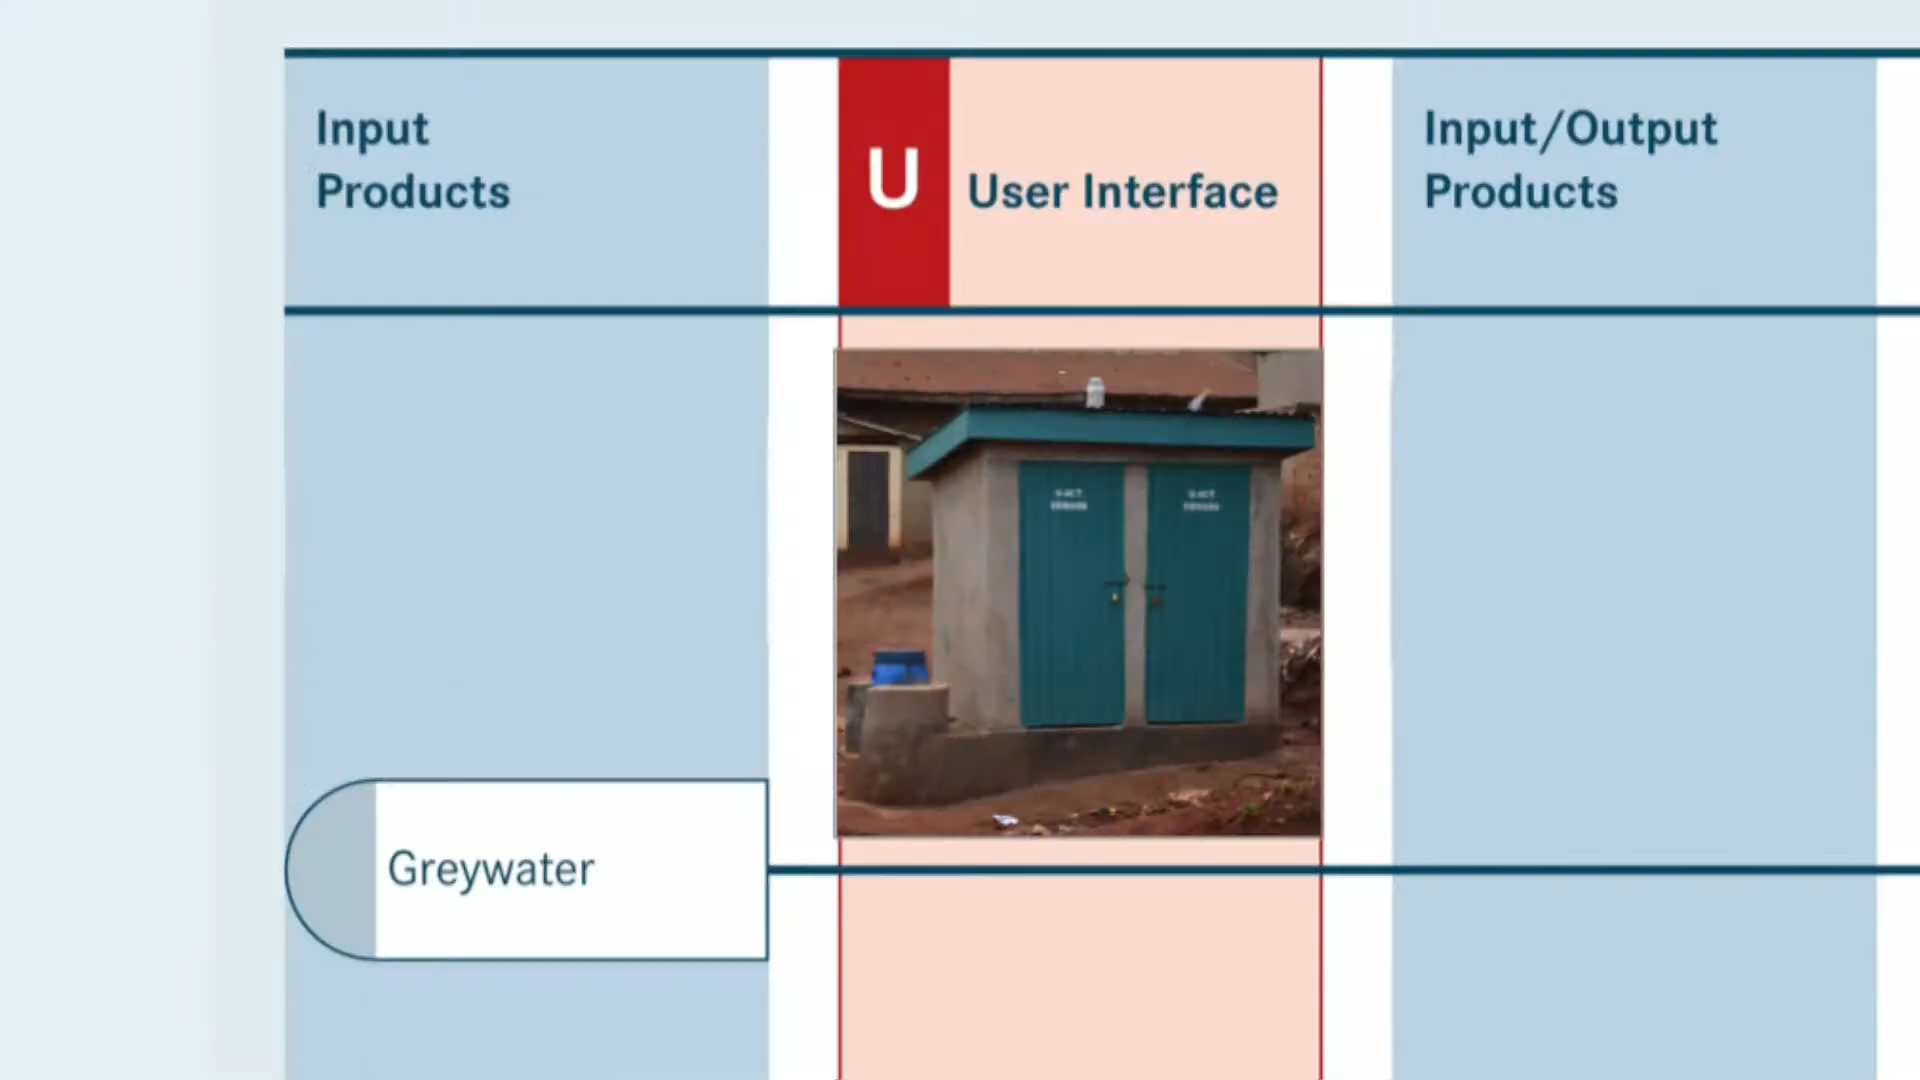 Input
Products
U
User Interface
Input/Output
Products
Greywater